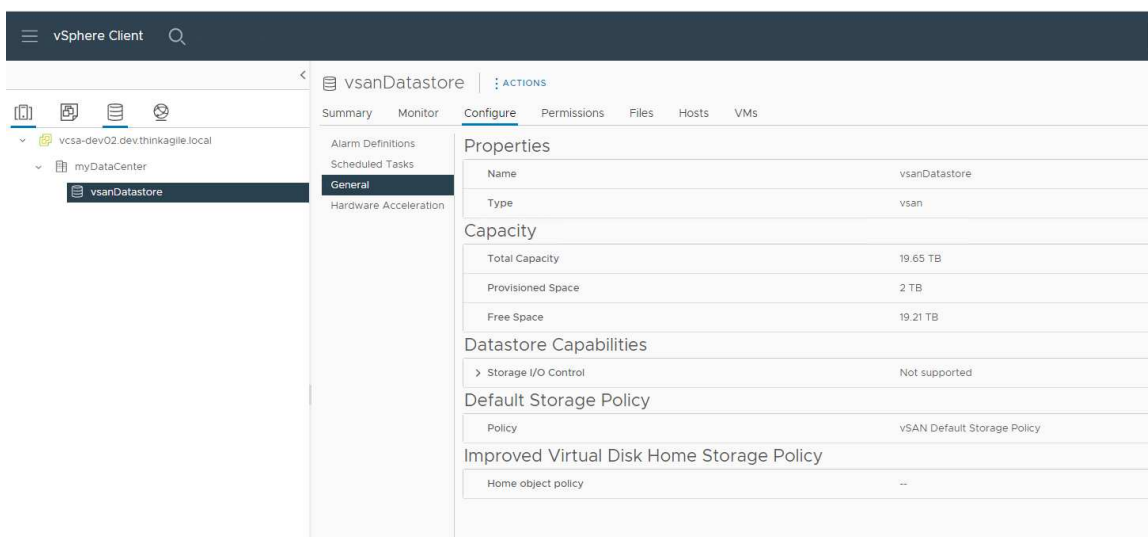 vSphere Client
vsanDatastore
ACTIONS
Summary Monitor Configure Permissions Files Hosts VMs
vcsa-dev02.dev.thinkagile.local
myDataCenter
vsanDatastore
Alarm Definitions
Scheduled Tasks
General
Hardware Acceleration
Properties
Name vsanDatastore
Type vsan
Capacity
Total Capacity 19.65 TB
Provisioned Space 2 TB
Free Space 19.21 TB
Datastore Capabilities
Storage I/O Control Not supported
Default Storage Policy
Policy vSAN Default Storage Policy
Improved Virtual Disk Home Storage Policy
Home object policy --